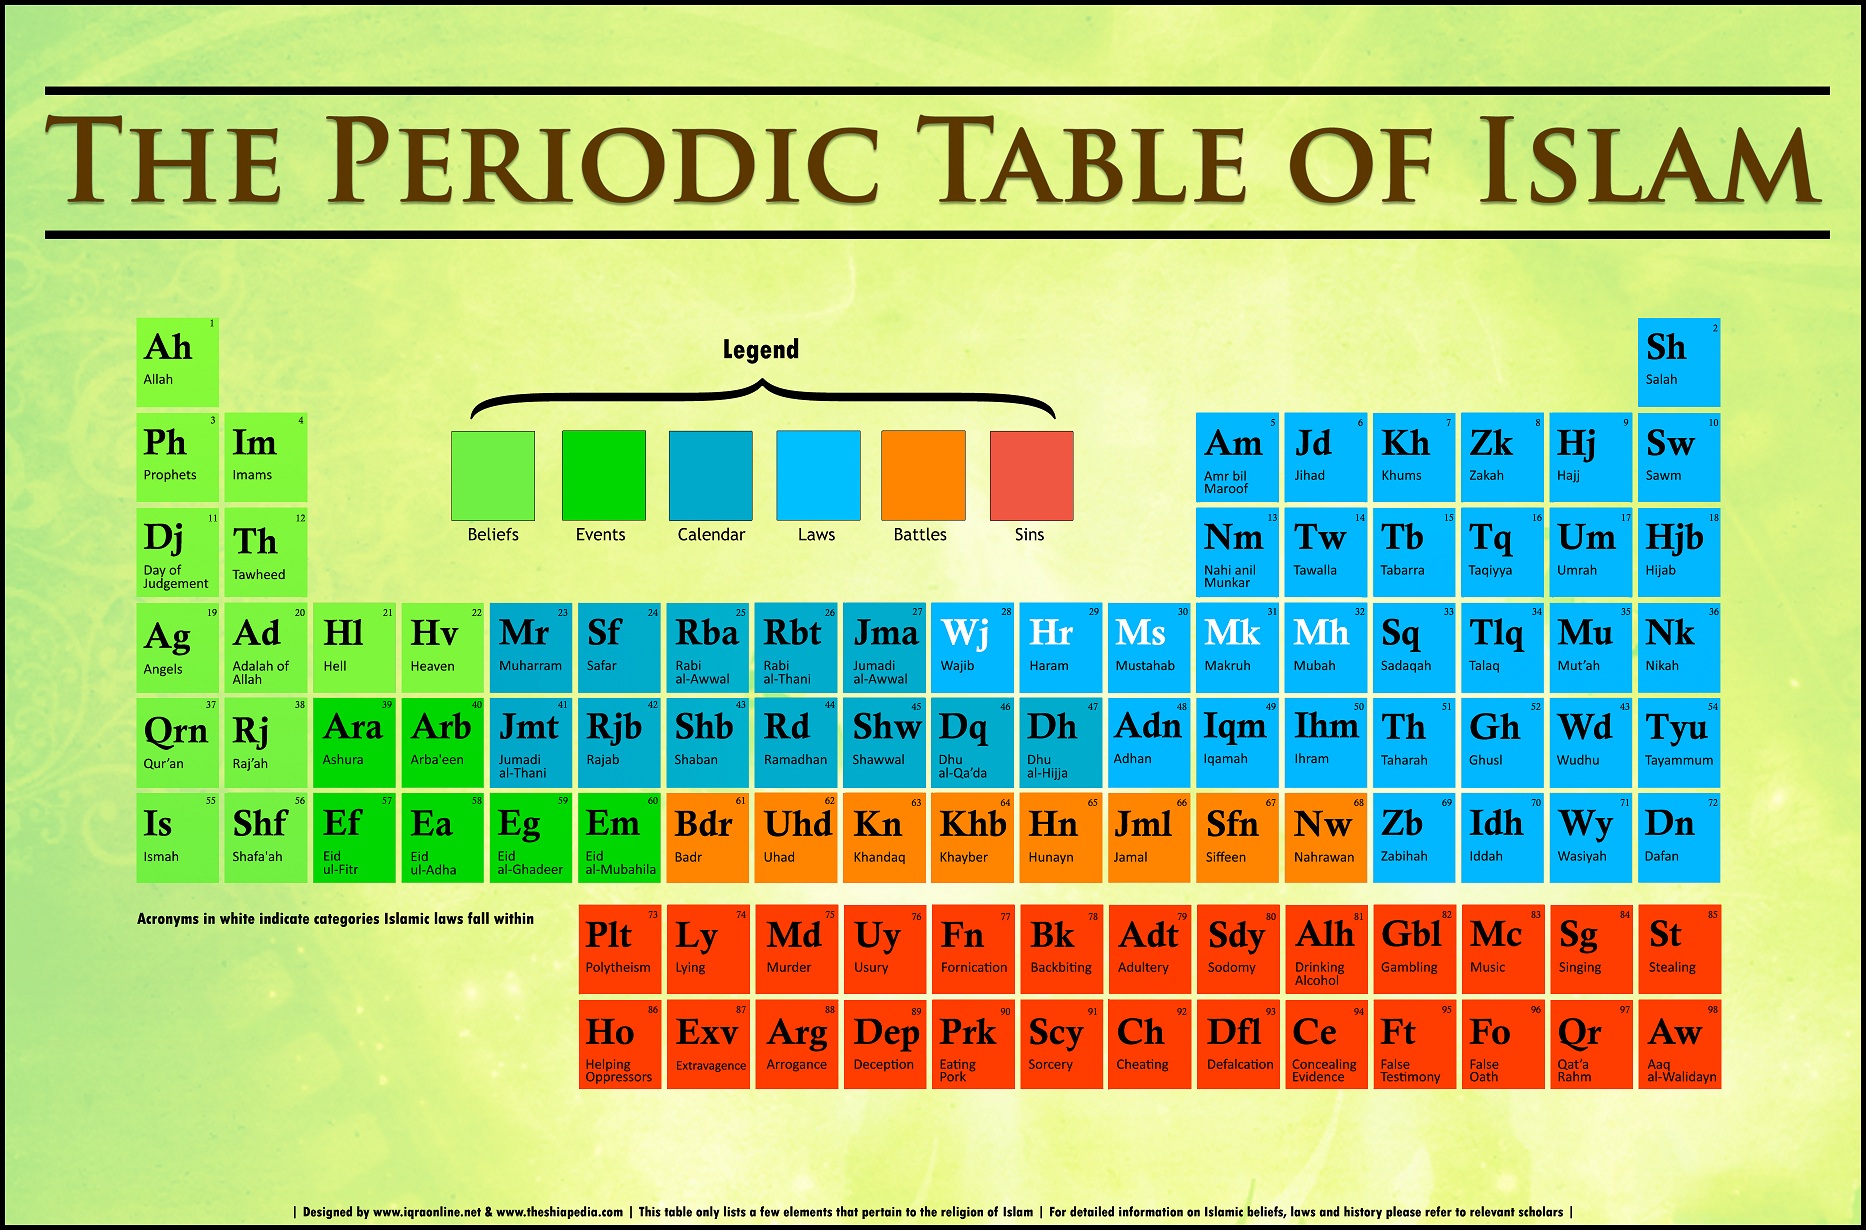 THE PERIODIC TABLE OF ISLAM
Legend
Beliefs
Events
Calendar
Laws
Battles
Sins
1
Ah
Allah
2
Sh
Salah
3
Ph
Prophets
4
Im
Imams
5
Am
Amr bil
Maroof
6
Jd
Jihad
7
Kh
Khums
8
Zk
Zakah
9
Hj
Hajj
10
Sw
Sawm
11
Dj
Day of
Judgement
12
Th
Tawheed
13
Nm
Nahi anil
Munkar
14
Tw
Tawalla
15
Tb
Tabarra
16
Tq
Taqiyya
17
Um
Umrah
18
Hjb
Hijab
19
Ag
Angels
20
Ad
Adalah of
Allah
21
Hl
Hell
22
Hv
Heaven
23
Mr
Muharram
24
Sf
Safar
25
Rba
Rabi
al-Awwal
26
Rbt
Rabi
al-Thani
27
Jma
Jumadi
al-Awwal
28
Wj
Wajib
29
Hr
Haram
30
Ms
Mustahab
31
Mk
Makruh
32
Mh
Mubah
33
Sq
Sadaqah
34
Tlq
Talaq
35
Mu
Mut'ah
36
Nk
Nikah
37
Qrn
Qur'an
38
Rj
Raj'ah
39
Ara
Ashura
40
Arb
Arba'een
41
Jmt
Jumadi
al-Thani
42
Rjb
Rajab
43
Shb
Shaban
44
Rd
Ramadhan
45
Shw
Shawwal
46
Dq
Dhu
al-Qa'da
47
Dh
Dhu
al-Hijja
48
Adn
Adhan
49
Iqm
Iqamah
50
Ihm
Ihram
51
Th
Taharah
52
Gh
Ghusl
43
Wd
Wudhu
54
Tyu
Tayammum
55
Is
Ismah
56
Shf
Shafa'ah
57
Ef
Eid
ul-Fitr
58
Ea
Eid
ul-Adha
59
Eg
Eid
al-Ghadeer
60
Em
Eid
al-Mubahila
61
Bdr
Badr
62
Uhd
Uhad
63
Kn
Khandaq
64
Khb
Khayber
65
Hn
Hunayn
66
Jml
Jamal
67
Sfn
Siffeen
68
Nw
Nahrawan
69
Zb
Zabihah
70
Idh
Iddah
71
Wy
Wasiyah
72
Dn
Dafan
Acronyms in white indicate categories Islamic laws fall within
73
Plt
Polytheism
74
Ly
Lying
75
Md
Murder
76
Uy
Usury
77
Fn
Fornication
78
Bk
Backbiting
79
Adt
Adultery
80
Sdy
Sodomy
81
Alh
Drinking
Alcohol
82
Gbl
Gambling
83
Mc
Music
84
Sg
Singing
85
St
Stealing
86
Ho
Helping
Oppressors
87
Exv
Extravagence
88
Arg
Arrogance
89
Dep
Deception
90
Prk
Eating
Pork
91
Scy
Sorcery
92
Ch
Cheating
93
Dfl
Defalcation
94
Ce
Concealing
Evidence
95
Ft
False
Testimony
96
Fo
False
Oath
97
Qr
Qat'a
Rahm
98
Aw
Aaq
al-Walidayn
| Designed by www.iqraonline.net & www.theshiapedia.com | This table only lists a few elements that pertain to the religion of Islam | For detailed information on Islamic beliefs, laws and history please refer to relevant scholars |